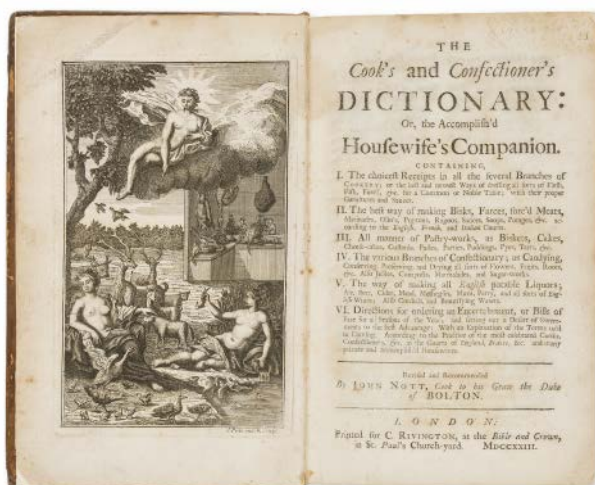 THE
Cook's and Confectioner's
DICTIONARY:
Or, the Accomplish'd
Housewife's Companion.
CONTAINING,
I. The choicest Receipts in all the several Branches of
COOKERY; or the best and newest Ways of dressing all sorts of Flesh,
Fish, Fowl, &c. for a Common or Noble Table; with their proper
Garnitures and Sauces.
II. The best way of making Bisks, Farces, forc'd Meats,
Marinades, Olio's, Puptons, Ragoos, Sauces, Soops, Potages, &c. ac-
cording to the English, French, and Italian Courts.
III. All manner of Pastry-works, as Biskets, Cakes,
Cheese-cakes, Custards, Pastes, Patties, Puddings, Pyes, Tarts, &c.
IV. The various Branches of Confectionary; as Candying,
Conserving, Preserving, and Drying all sorts of Flowers, Fruits, Roots,
&c. Also Jellies, Composts, Marmalades, and Sugar-works.
V. The way of making all English potable Liquors;
Ale, Beer, Cider, Mead, Metheglin, Mum, Perry, and all sorts of Eng-
lish Wines: Also Cordials, and Beautifying Waters.
VI. Directions for ordering an Entertainment, or Bills of
Fare for all Seasons of the Year; and setting out a Desert of Sweet-
meats to the best Advantage: With an Explanation of the Terms us'd
in Carving. According to the Practice of the most celebrated Cooks,
Confectioners, &c. in the Courts of England, France, &c. and many
private and accomplish'd Housewives.
Revised and Recommended
By JOHN NOTT, Cook to his Grace the Duke
of BOLTON.
LONDON:
Printed for C. RIVINGTON, at the Bible and Crown,
in St. Paul's Church-yard. MDCCXXIII.